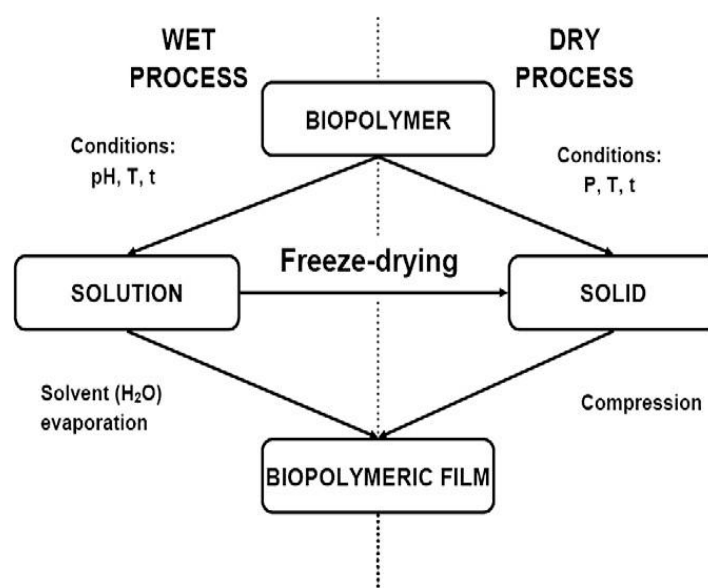 WET
PROCESS
DRY
PROCESS
BIOPOLYMER
Conditions:
pH, T, t
Conditions:
P, T, t
Freeze-drying
SOLUTION
SOLID
Solvent (H₂O)
evaporation
Compression
BIOPOLYMERIC FILM